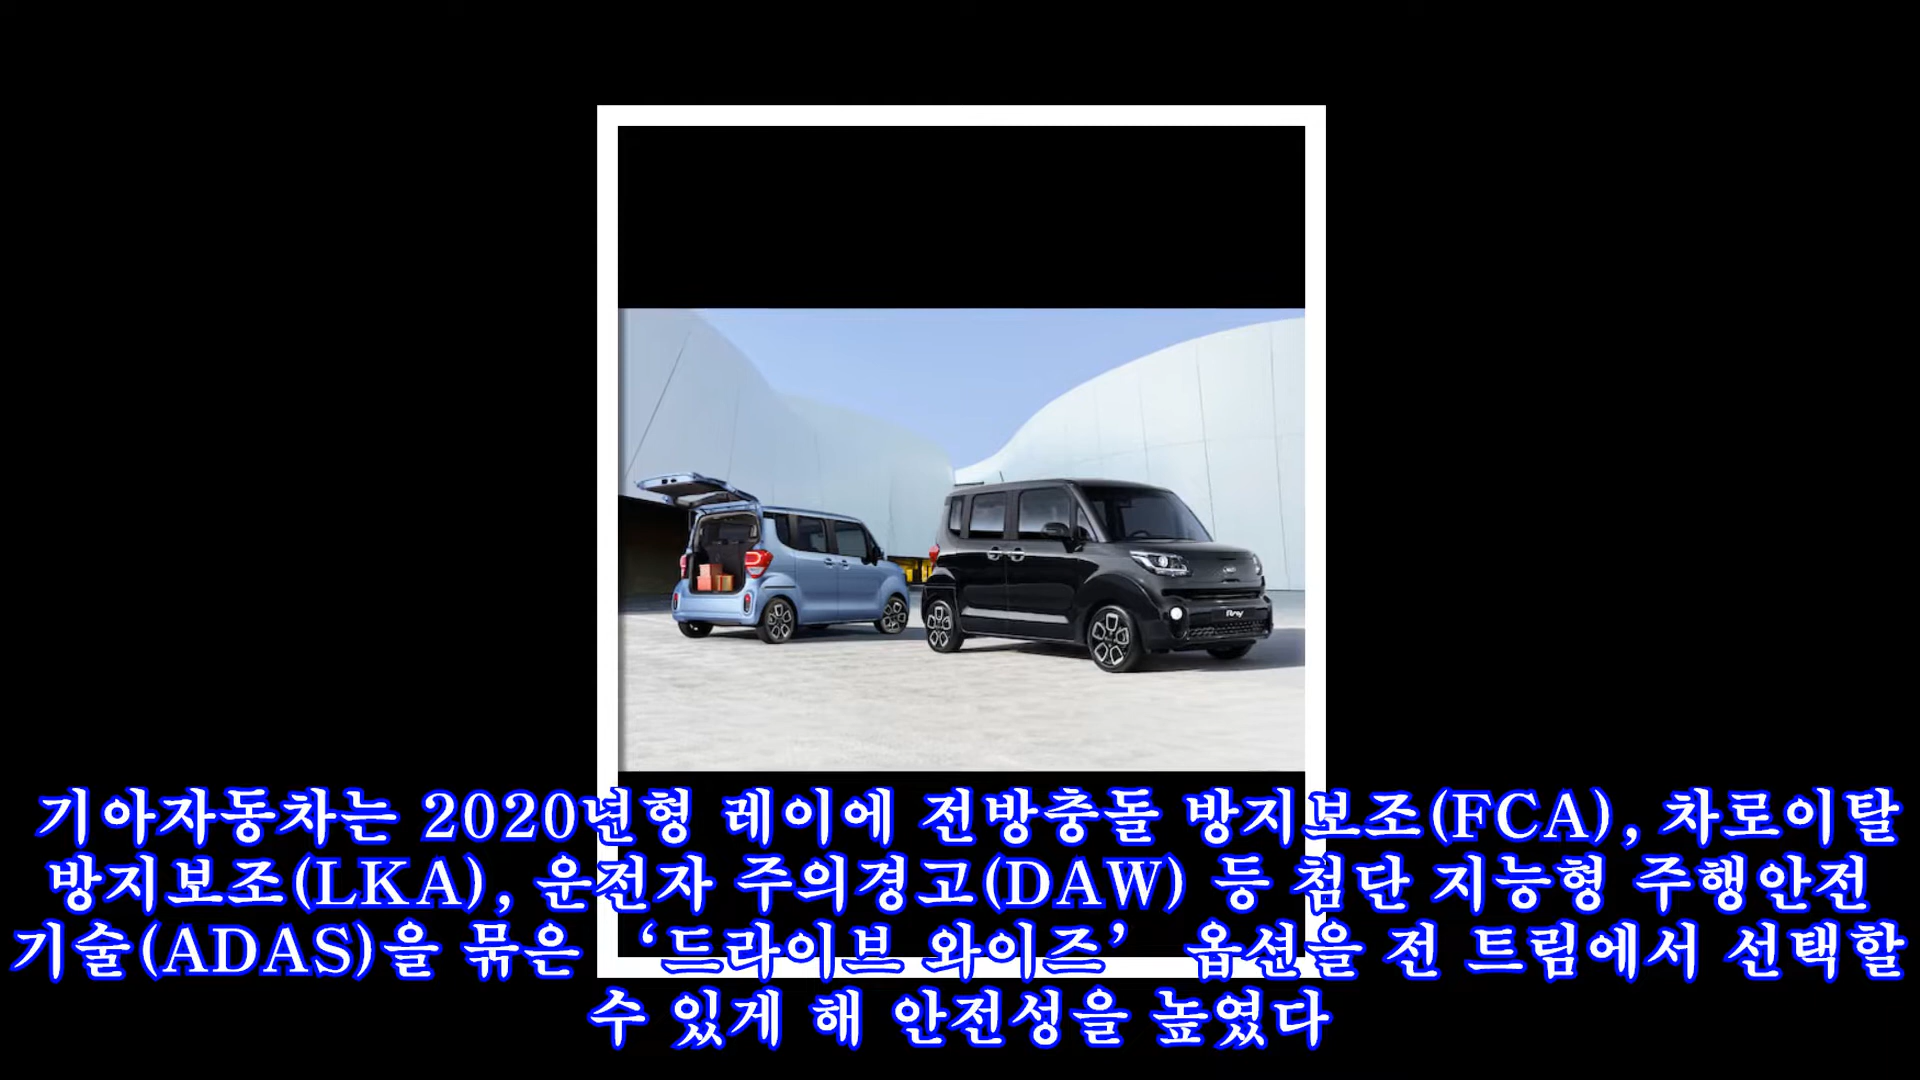 Ray
기아자동차는 2020년형 레이에 전방충돌 방지보조(FCA), 차로이탈
방지보조(LKA), 운전자 주의경고(DAW) 등 첨단 지능형 주행안전
기술(ADAS)을 묶은 ‘드라이브 와이즈’ 옵션을 전 트림에서 선택할
수 있게 해 안전성을 높였다